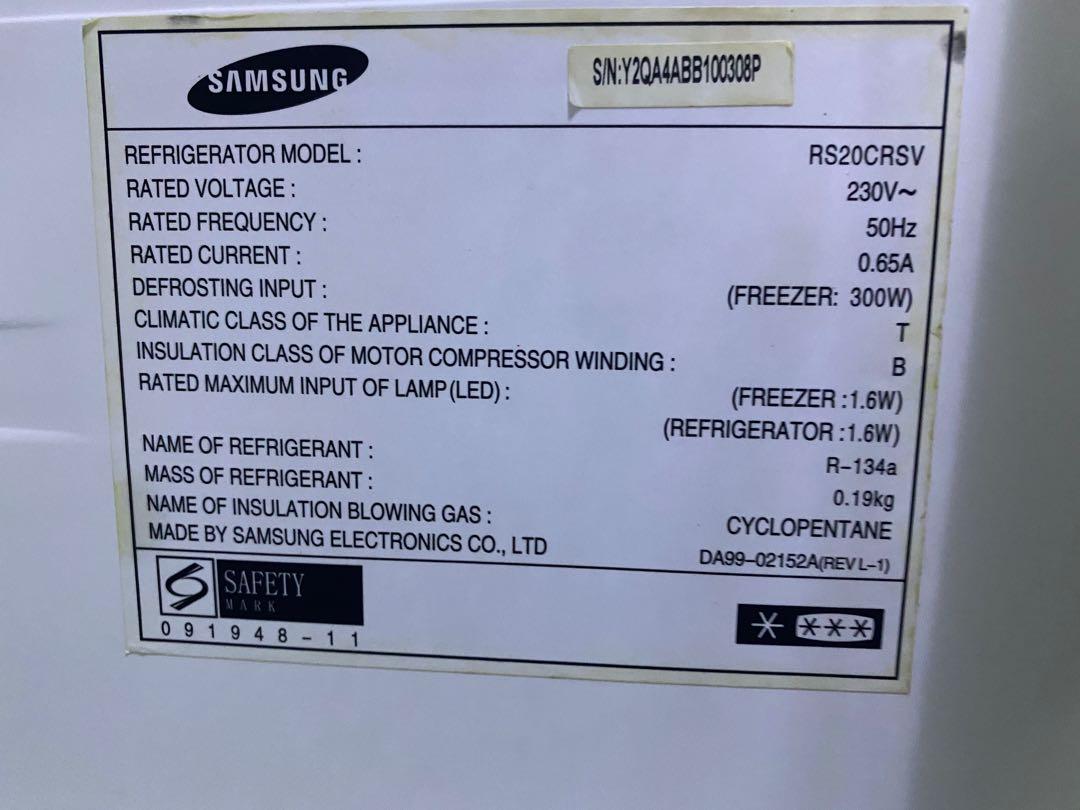 SAMSUNG
S/N:Y2QA4ABB100308P
REFRIGERATOR MODEL : RS20CRSV
RATED VOLTAGE : 230V~
RATED FREQUENCY : 50Hz
RATED CURRENT : 0.65A
DEFROSTING INPUT : (FREEZER: 300W)
CLIMATIC CLASS OF THE APPLIANCE : T
INSULATION CLASS OF MOTOR COMPRESSOR WINDING : B
RATED MAXIMUM INPUT OF LAMP(LED) : (FREEZER :1.6W)
(REFRIGERATOR :1.6W)
NAME OF REFRIGERANT : R-134a
MASS OF REFRIGERANT : 0.19kg
NAME OF INSULATION BLOWING GAS : CYCLOPENTANE
MADE BY SAMSUNG ELECTRONICS CO., LTD DA99-02152A(REV L-1)
SAFETY
MARK
091948-11